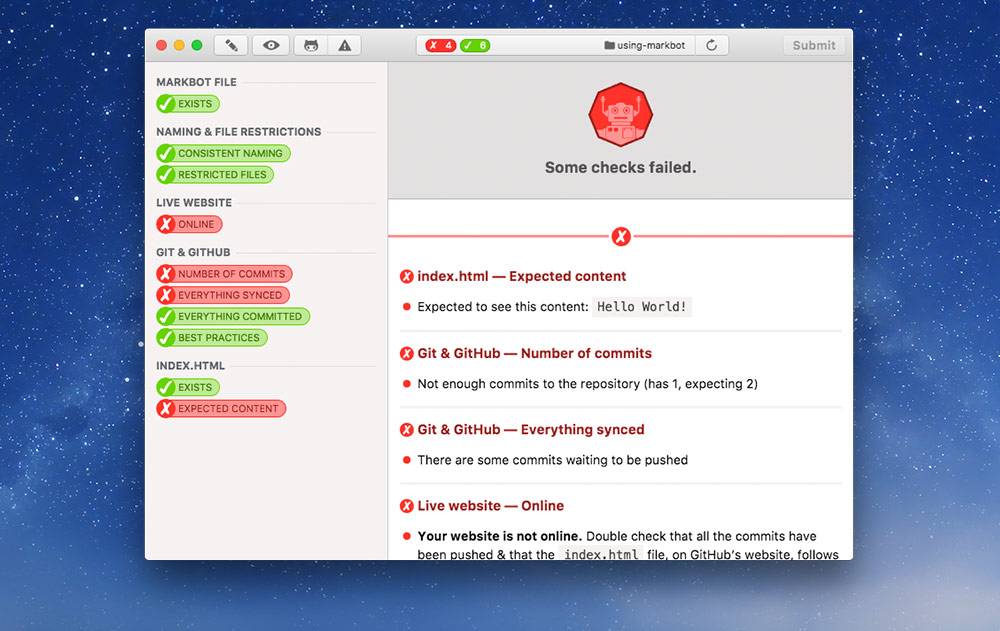 4
6
using-markbot
Submit
MARKBOT FILE
EXISTS
NAMING & FILE RESTRICTIONS
CONSISTENT NAMING
RESTRICTED FILES
LIVE WEBSITE
ONLINE
GIT & GITHUB
NUMBER OF COMMITS
EVERYTHING SYNCED
EVERYTHING COMMITTED
BEST PRACTICES
INDEX.HTML
EXISTS
EXPECTED CONTENT
Some checks failed.
index.html — Expected content
Expected to see this content: Hello World!
Git & GitHub — Number of commits
Not enough commits to the repository (has 1, expecting 2)
Git & GitHub — Everything synced
There are some commits waiting to be pushed
Live website — Online
Your website is not online. Double check that all the commits have
been pushed & that the index.html file, on GitHub’s website, follows